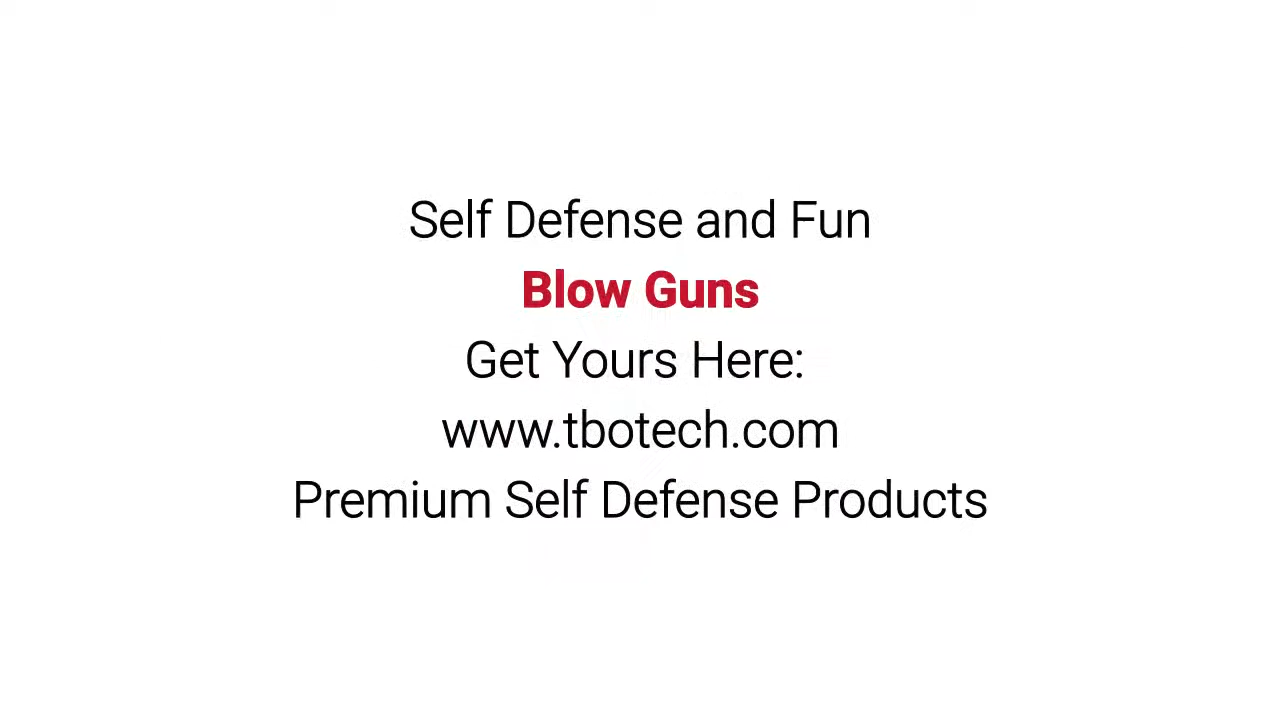 Self Defense and Fun
Blow Guns
Get Yours Here:
www.tbotech.com
Premium Self Defense Products